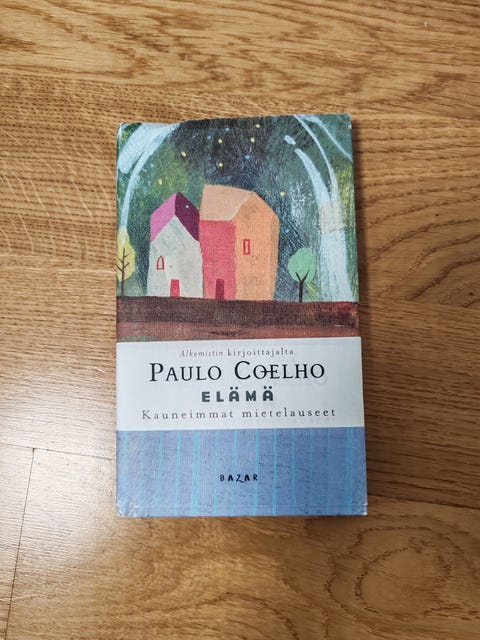 Alkemistin kirjoittajalta
PAULO COELHO
ELÄMÄ
Kauneimmat mietelauseet
BAZAR